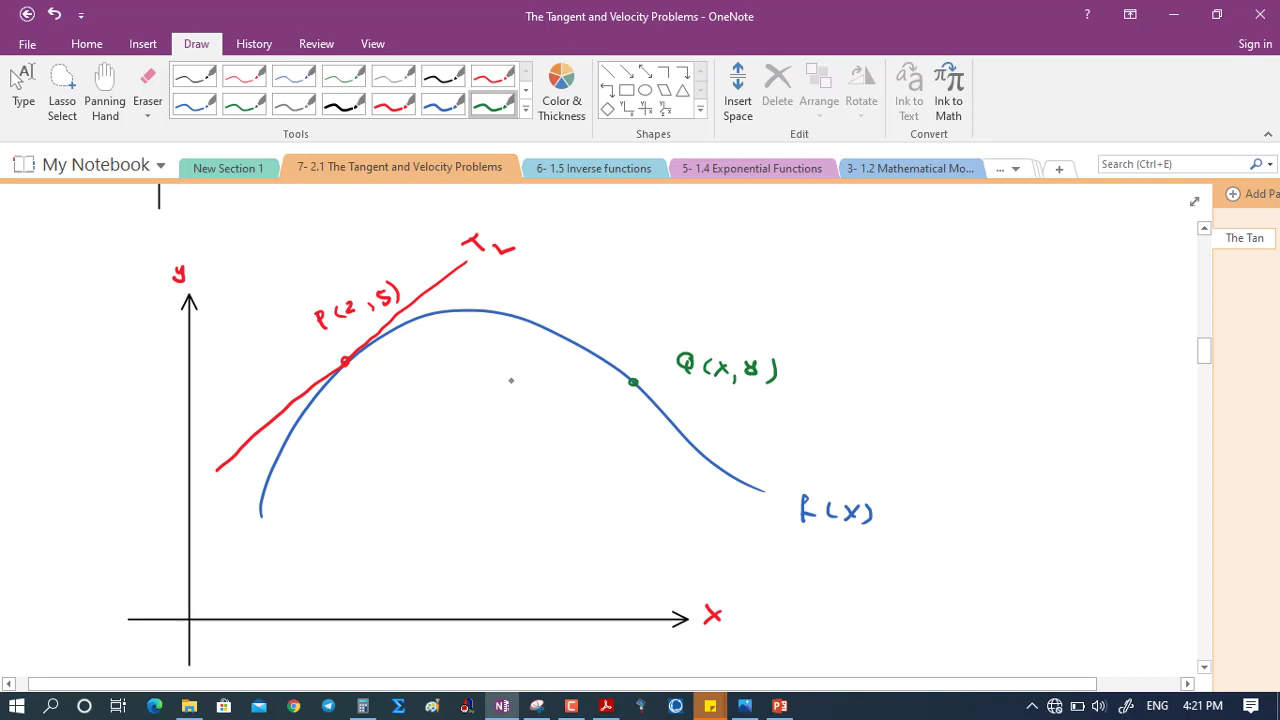 The Tangent and Velocity Problems - OneNote
?
File Home Insert Draw History Review View Sign in
Type Lasso Select Panning Hand Eraser Color & Thickness Insert Space Delete Arrange Rotate Ink to Text Ink to Math
Tools Shapes Edit Convert
My Notebook New Section 1 7- 2.1 The Tangent and Velocity Problems 6- 1.5 Inverse functions 5- 1.4 Exponential Functions 3- 1.2 Mathematical Mo... ... Search (Ctrl+E)
Add Pa
The Tan
T L
y
P(2,5)
Q(x,y)
f(x)
X
ENG 4:21 PM